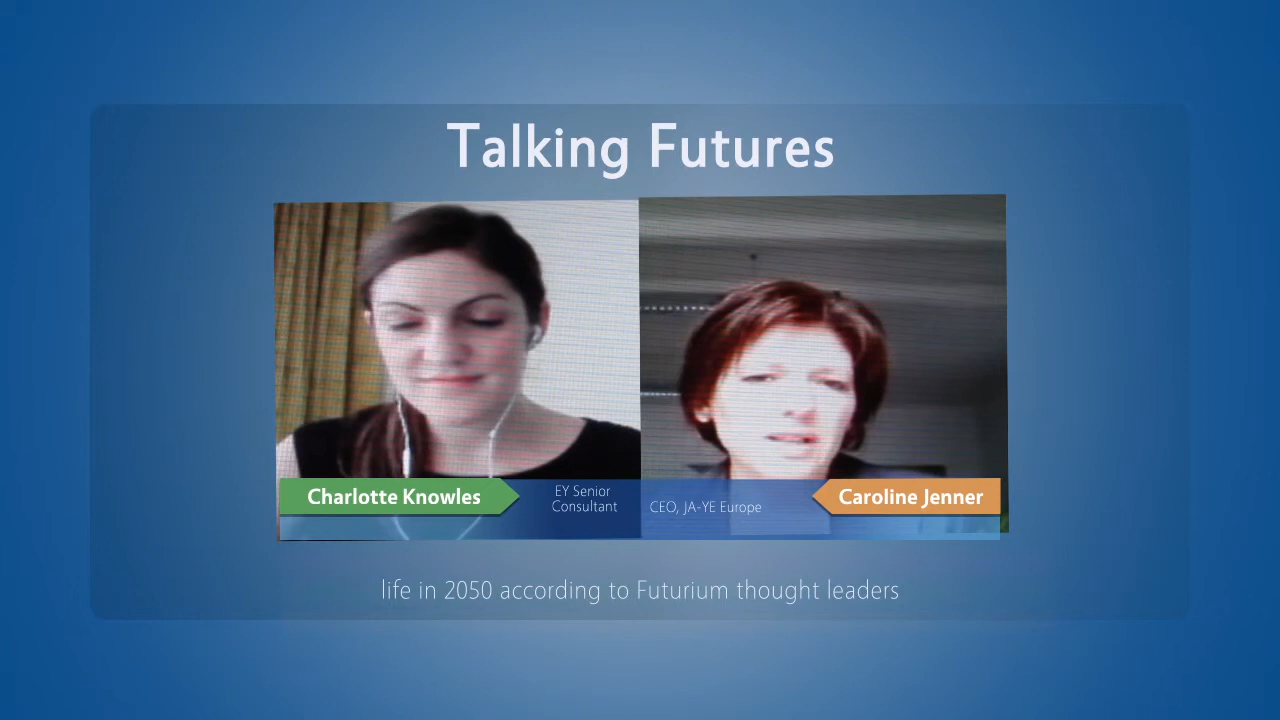 Talking Futures
Charlotte Knowles
EY Senior
Consultant
CEO, JA-YE Europe
Caroline Jenner
life in 2050 according to Futurium thought leaders